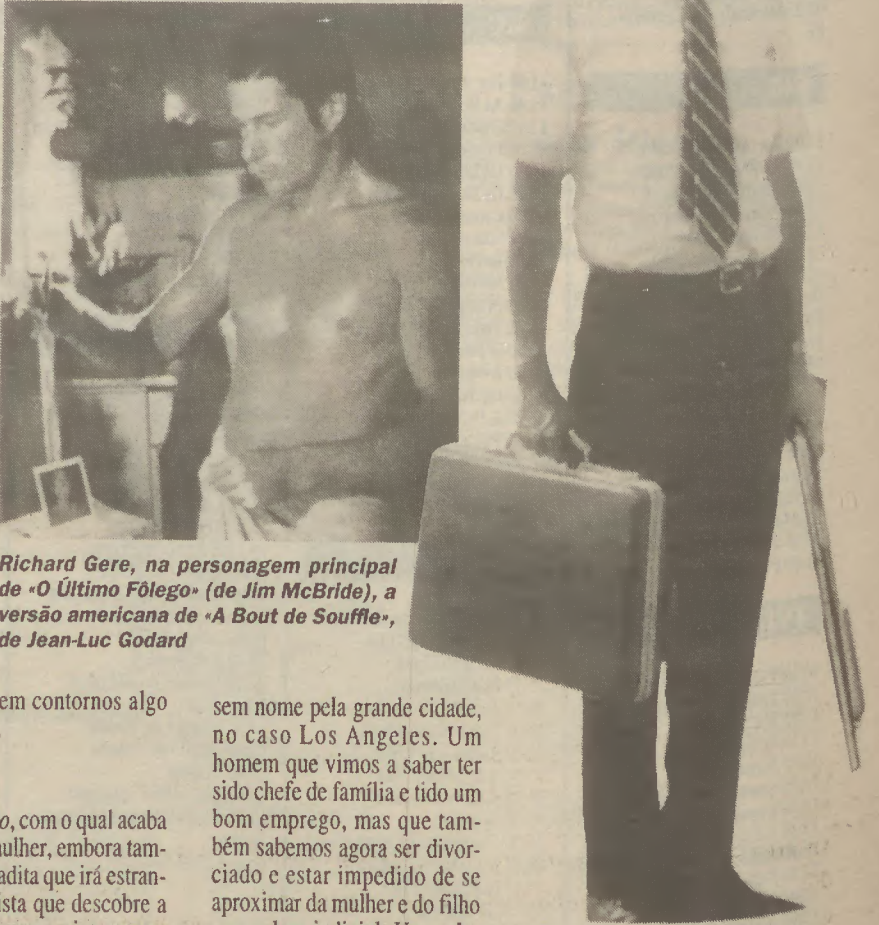 Richard Gere, na personagem principal
de «O Último Fôlego» (de Jim McBride), a
versão americana de «A Bout de Souffle»,
de Jean-Luc Godard
em contornos algo
o, com o qual acaba
ulher, embora tam-
adita que irá estran-
ista que descobre a
sem nome pela grande cidade,
no caso Los Angeles. Um
homem que vimos a saber ter
sido chefe de família e tido um
bom emprego, mas que tam-
bém sabemos agora ser divor-
ciado e estar impedido de se
aproximar da mulher e do filho